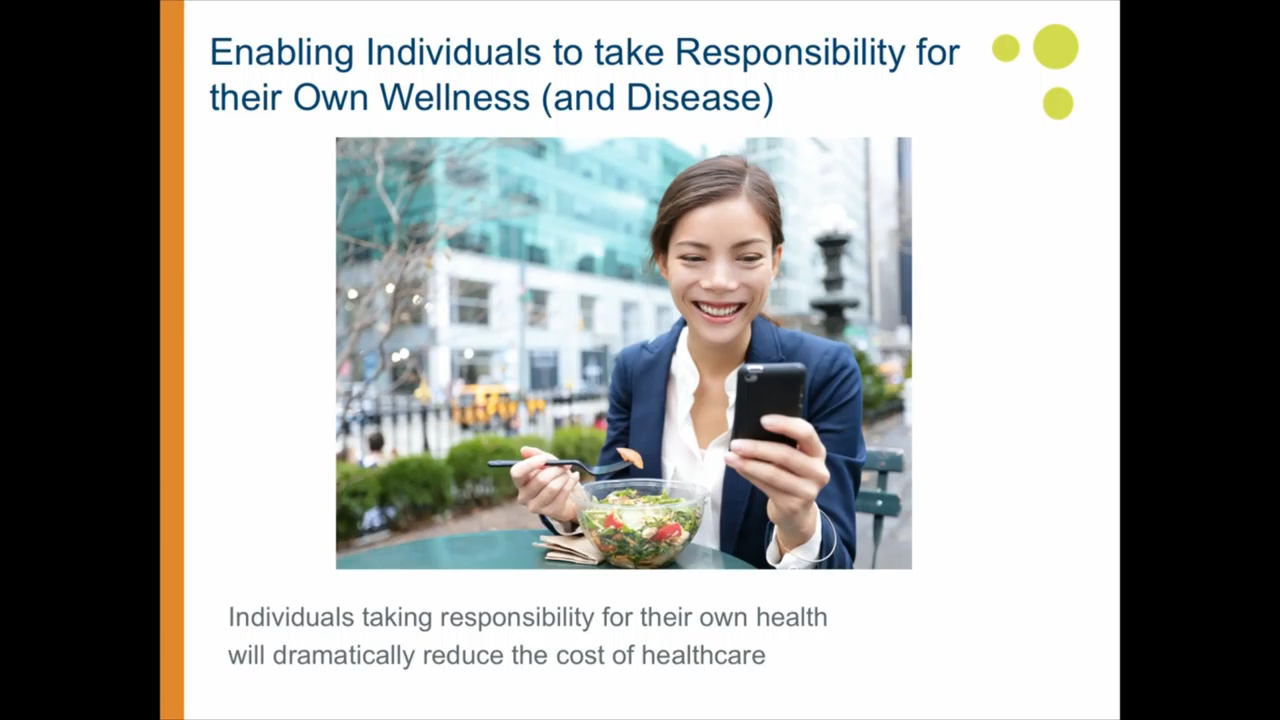 Enabling Individuals to take Responsibility for
their Own Wellness (and Disease)
Individuals taking responsibility for their own health
will dramatically reduce the cost of healthcare